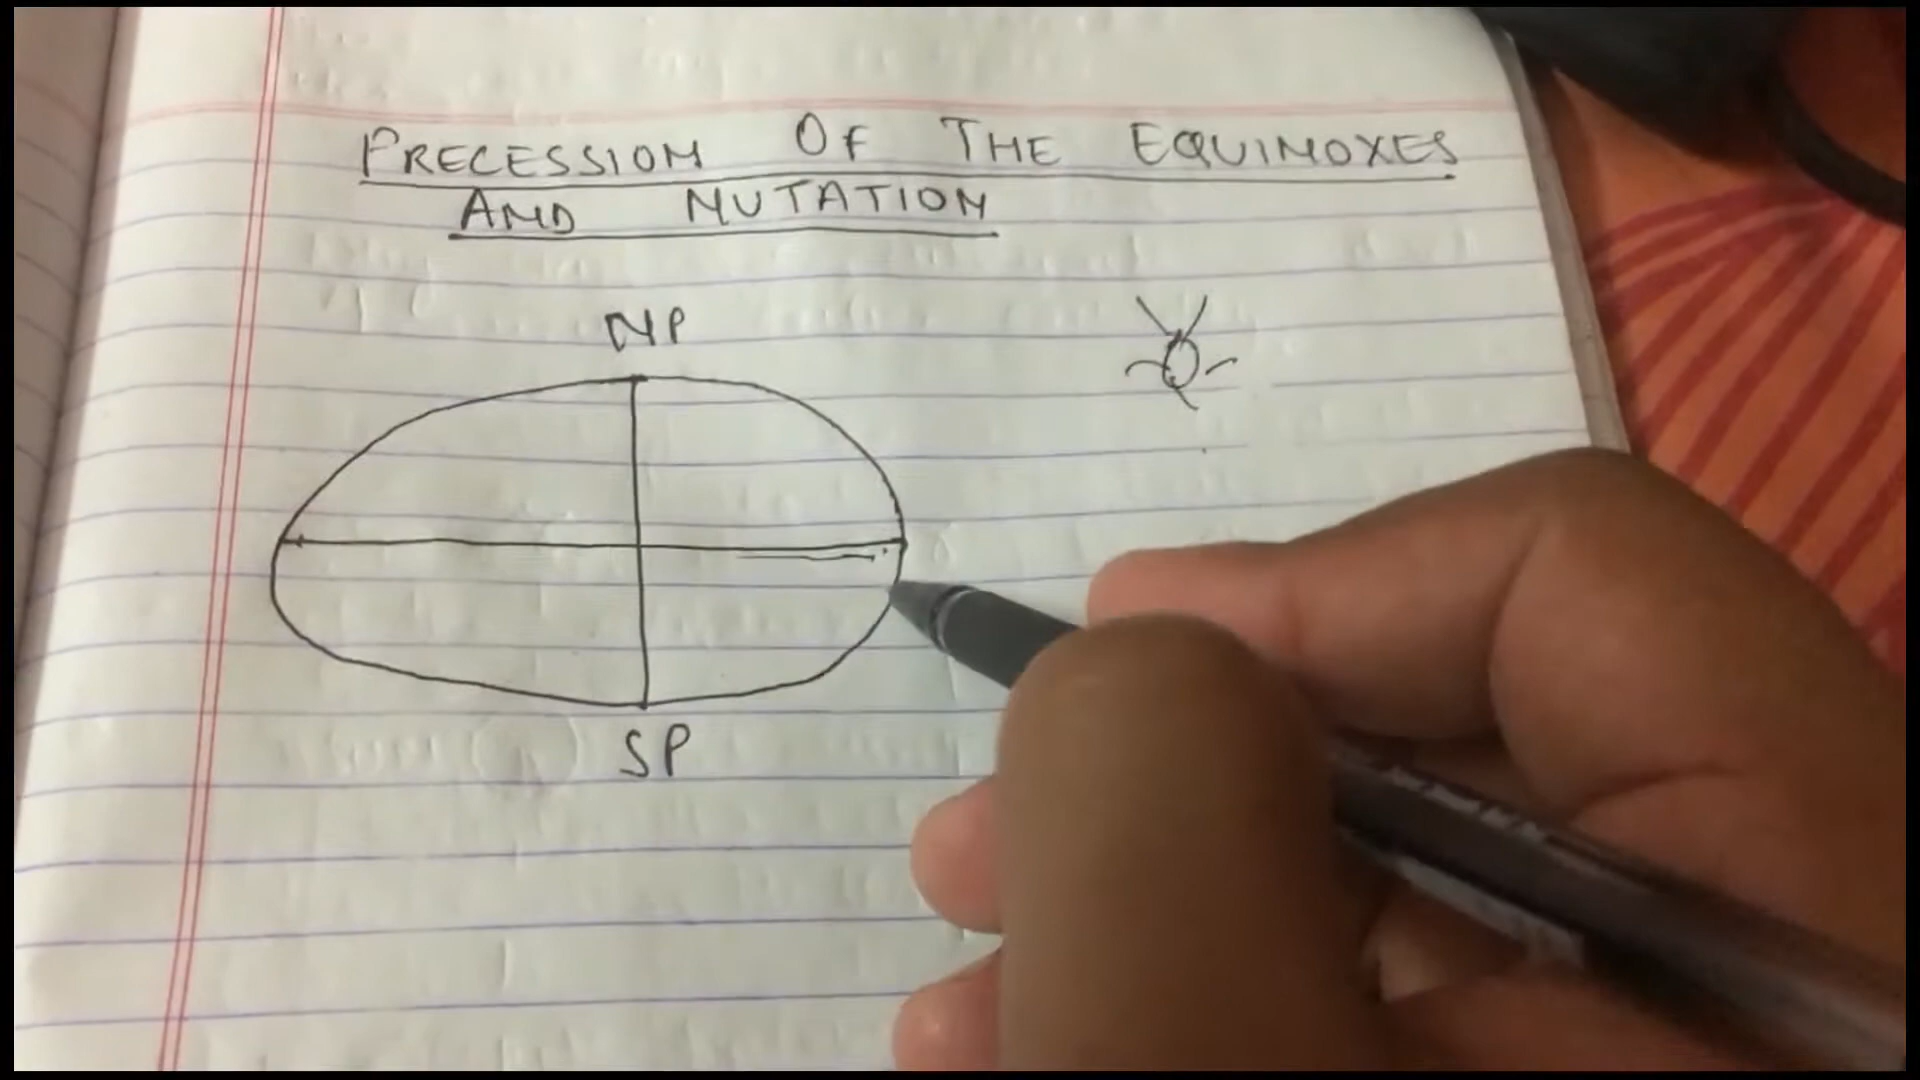 PRECESSION OF THE EQUINOXES
AND NUTATION
NP
SP